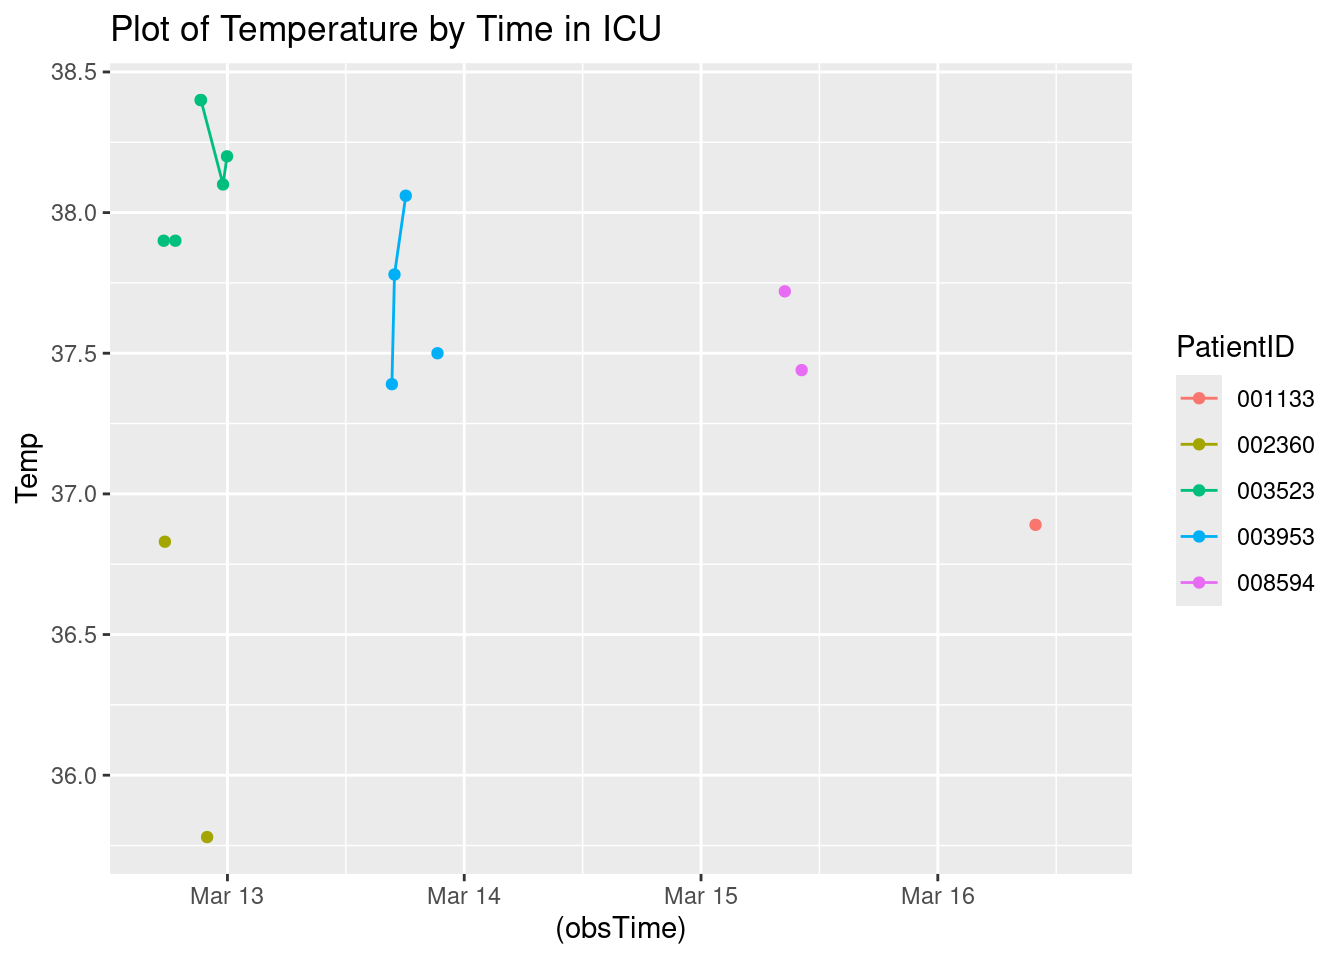 Plot of Temperature by Time in ICU
38.5
38.0
37.5
37.0
36.5
36.0
Temp
Mar 13
Mar 14
Mar 15
Mar 16
(obsTime)
PatientID
001133
002360
003523
003953
008594